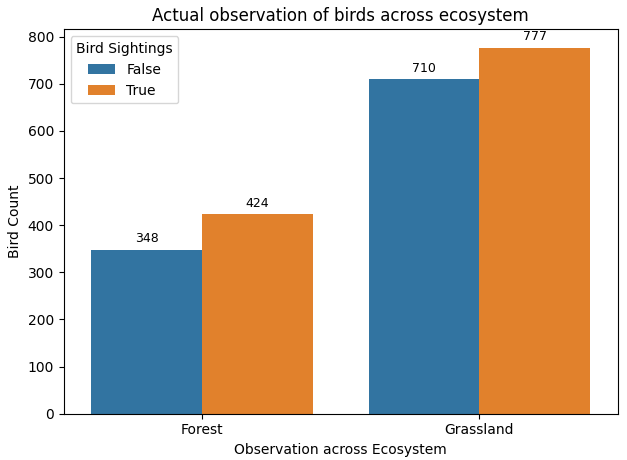 Actual observation of birds across ecosystem
Bird Sightings
False
True
777
710
424
348
800
700
600
500
400
300
200
100
0
Bird Count
Forest
Grassland
Observation across Ecosystem